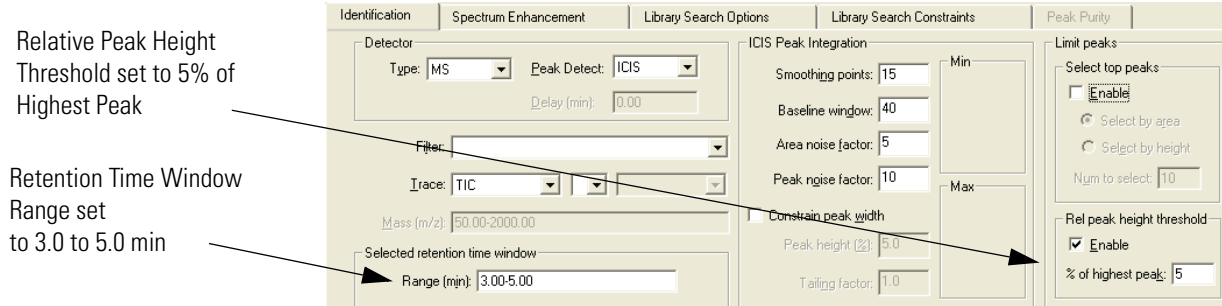 Relative Peak Height
Threshold set to 5% of
Highest Peak
Retention Time Window
Range set
to 3.0 to 5.0 min
Identification
Spectrum Enhancement
Library Search Options
Library Search Constraints
Peak Purity
Detector
Type: MS
Peak Detect: ICIS
Delay (min): 0.00
Filter:
Trace: TIC
Mass (m/z): 50.00-2000.00
Selected retention time window
Range (min): 3.00-5.00
ICIS Peak Integration
Smoothing points: 15
Baseline window: 40
Area noise factor: 5
Peak noise factor: 10
Constrain peak width
Peak height (%): 5.0
Tailing factor: 1.0
Min
Max
Limit peaks
Select top peaks
Enable
Select by area
Select by height
Num to select: 10
Rel peak height threshold
Enable
% of highest peak: 5